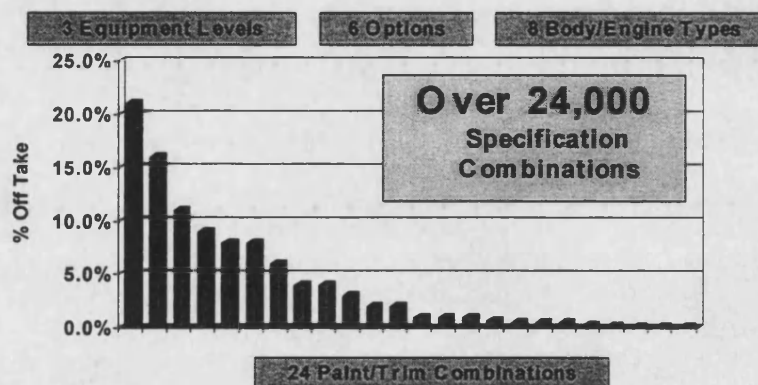 3 Equipment Levels
6 Options
8 Body/Engine Types
25.0%
20.0%
15.0%
10.0%
5.0%
0.0%
% Off Take
Over 24,000
Specification
Combinations
24 Paint/Trim Combinations